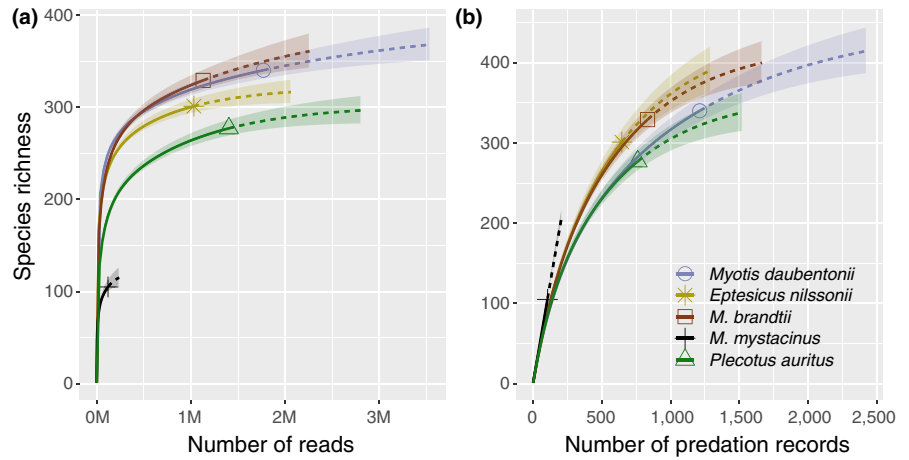 (a)
Species richness
400
300
200
100
0
0M 1M 2M 3M
Number of reads
(b)
400
300
200
100
0
0 500 1,000 1,500 2,000 2,500
Number of predation records
Myotis daubentonii
Eptesicus nilssonii
M. brandtii
M. mystacinus
Plecotus auritus